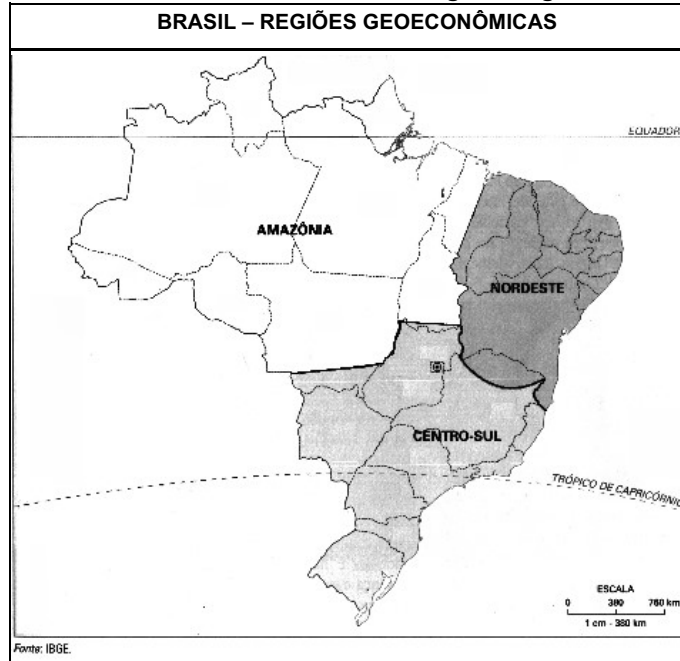 BRASIL – REGIÕES GEOECONÔMICAS
EQUADOR
AMAZÔNIA
NORDESTE
CENTRO-SUL
TRÓPICO DE CAPRICÓRNIO
ESCALA
0 380 760 km
1 cm - 380 km
Fonte: IBGE.